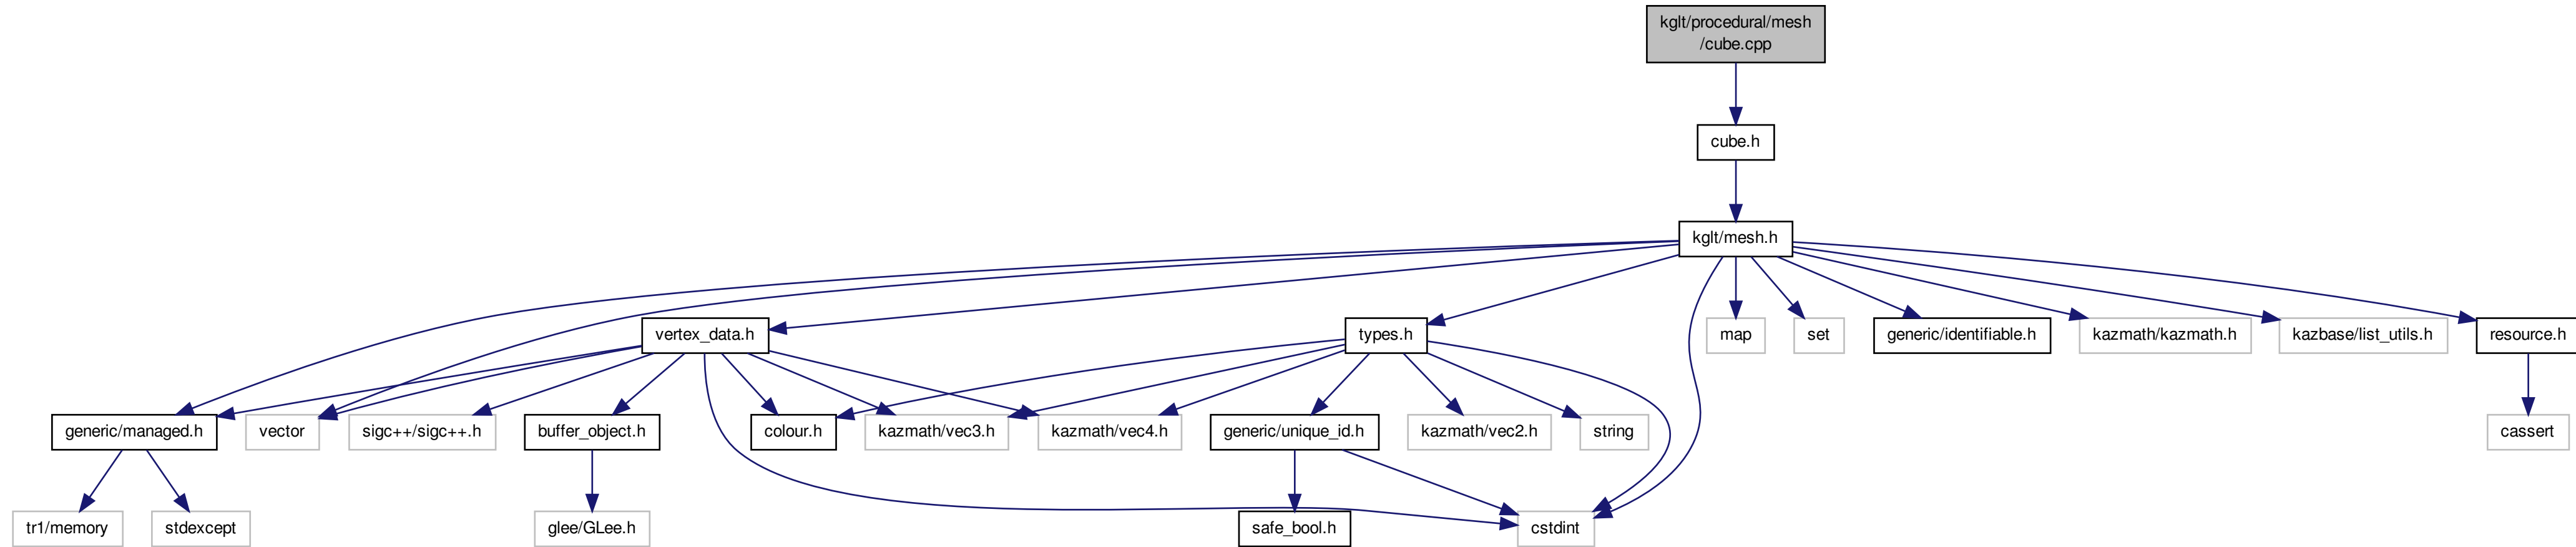 kglt/procedural/mesh
/cube.cpp
cube.h
kglt/mesh.h
vertex_data.h
types.h
map
set
generic/identifiable.h
kazmath/kazmath.h
kazbase/list_utils.h
resource.h
generic/managed.h
vector
sigc++/sigc++.h
buffer_object.h
colour.h
kazmath/vec3.h
kazmath/vec4.h
generic/unique_id.h
kazmath/vec2.h
string
cassert
tr1/memory
stdexcept
glee/GLee.h
safe_bool.h
cstdint